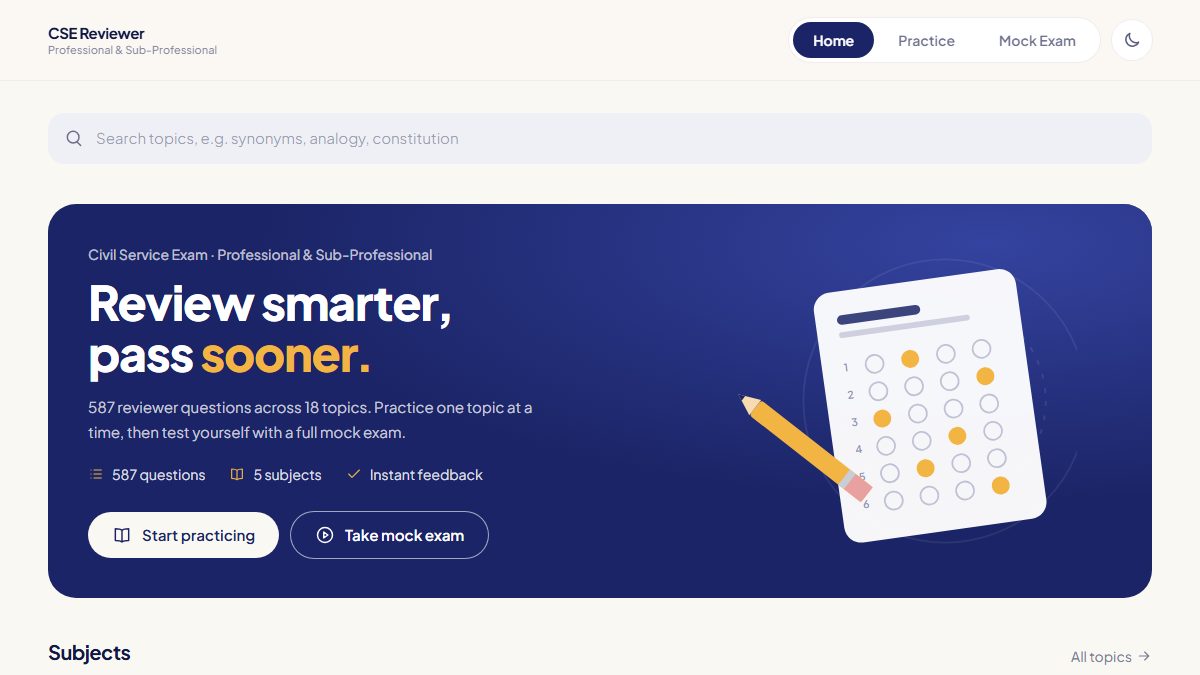 CSE Reviewer
Professional & Sub-Professional
Home
Practice
Mock Exam
Search topics, e.g. synonyms, analogy, constitution
Civil Service Exam · Professional & Sub-Professional
Review smarter,
pass sooner.
587 reviewer questions across 18 topics. Practice one topic at a
time, then test yourself with a full mock exam.
587 questions
5 subjects
Instant feedback
Start practicing
Take mock exam
1
2
3
4
5
6
Subjects
All topics →